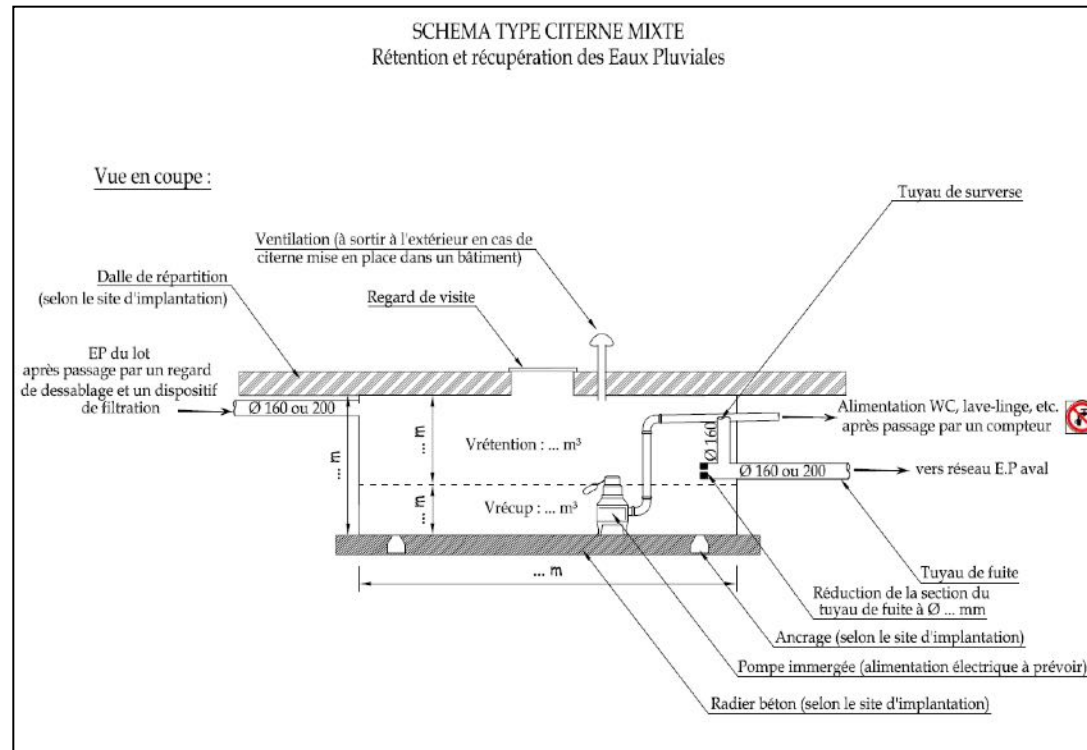 SCHEMA TYPE CITERNE MIXTE
Rétention et récupération des Eaux Pluviales
Vue en coupe :
Tuyau de surverse
Ventilation (à sortir à l'extérieur en cas de
citerne mise en place dans un bâtiment)
Dalle de répartition
(selon le site d'implantation)
Regard de visite
EP du lot
après passage par un regard
de dessablage et un dispositif
de filtration
Ø 160 ou 200
Alimentation WC, lave-linge, etc.
après passage par un compteur
... m
... m
Vrétention : ... m³
Ø 160
Ø 160 ou 200
vers réseau E.P aval
... m
Vrécup : ... m³
... m
Tuyau de fuite
Réduction de la section du
tuyau de fuite à Ø ... mm
Ancrage (selon le site d'implantation)
Pompe immergée (alimentation électrique à prévoir)
Radier béton (selon le site d'implantation)